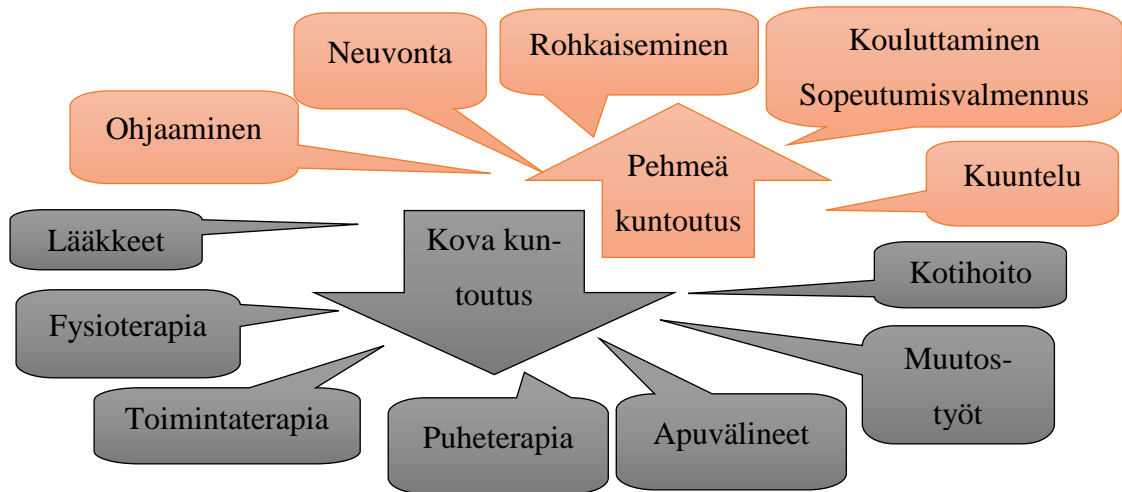 Neuvonta
Rohkaiseminen
Kouluttaminen
Sopeutumisvalmennus
Ohjaaminen
Pehmeä
kuntoutus
Kuuntelu
Lääkkeet
Kova kun-
toutus
Kotihoito
Fysioterapia
Muutos-
työt
Toimintaterapia
Puheterapia
Apuvälineet